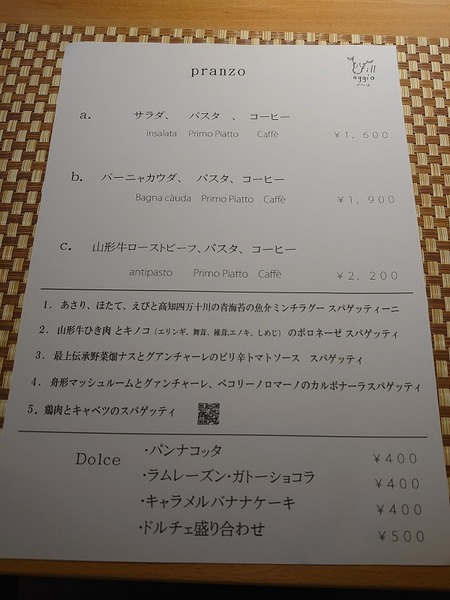 pranzo
Vill
aggio
a. サラダ、 パスタ 、 コーヒー
insalata Primo Piatto Caffè ¥1,600
b. バーニャカウダ、 パスタ、 コーヒー
Bagna càuda Primo Piatto Caffè ¥1,900
c. 山形牛ローストビーフ、パスタ、 コーヒー
antipasto Primo Piatto Caffè ¥2,200
1. あさり、ほたて、えびと高知四万十川の青海苔の魚介ミンチラグー スパゲッティーニ
2. 山形牛ひき肉 とキノコ（エリンギ、舞茸、椎茸,エノキ、しめじ） のボロネーゼ スパゲッティ
3. 最上伝承野菜畑ナスとグアンチャーレのピリ辛トマトソース スパゲッティ
4. 舟形マッシュルームとグァンチャーレ、ペコリーノロマーノのカルボナーラスパゲッティ
5. 鶏肉とキャベツのスパゲッティ
Dolce
・パンナコッタ ¥400
・ラムレーズン・ガトーショコラ ¥400
・キャラメルバナナケーキ ¥400
・ドルチェ盛り合わせ ¥500